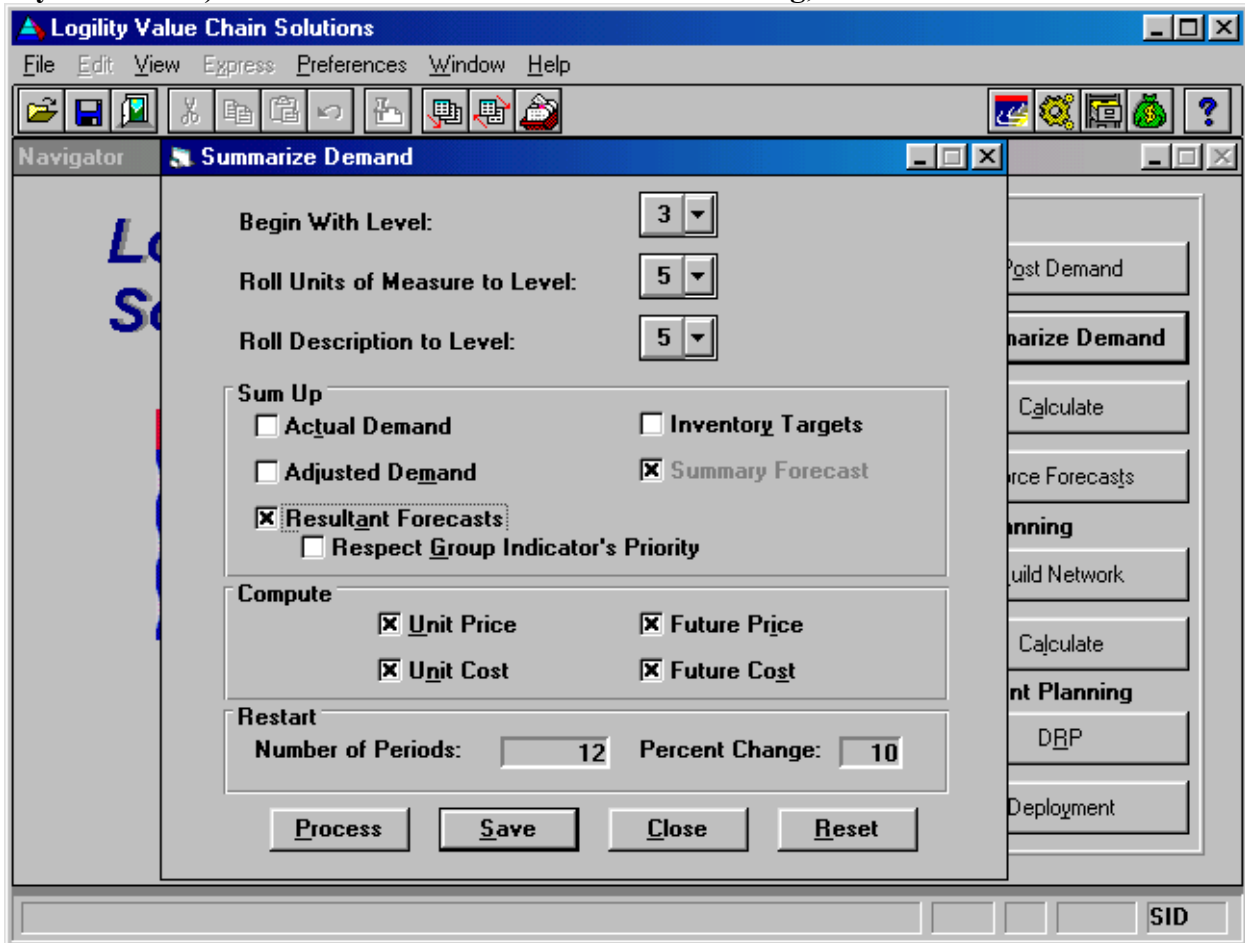 Logility Value Chain Solutions
File Edit View Express Preferences Window Help
Navigator
Summarize Demand
Begin With Level: 3
Roll Units of Measure to Level: 5
Roll Description to Level: 5
Sum Up
Actual Demand Inventory Targets
Adjusted Demand Summary Forecast
Resultant Forecasts
Respect Group Indicator's Priority
Compute
Unit Price Future Price
Unit Cost Future Cost
Restart
Number of Periods: 12 Percent Change: 10
Process Save Close Reset
Lo
So
Post Demand
marize Demand
Calculate
rce Forecasts
nning
uild Network
Calculate
nt Planning
DRP
Deployment
SID